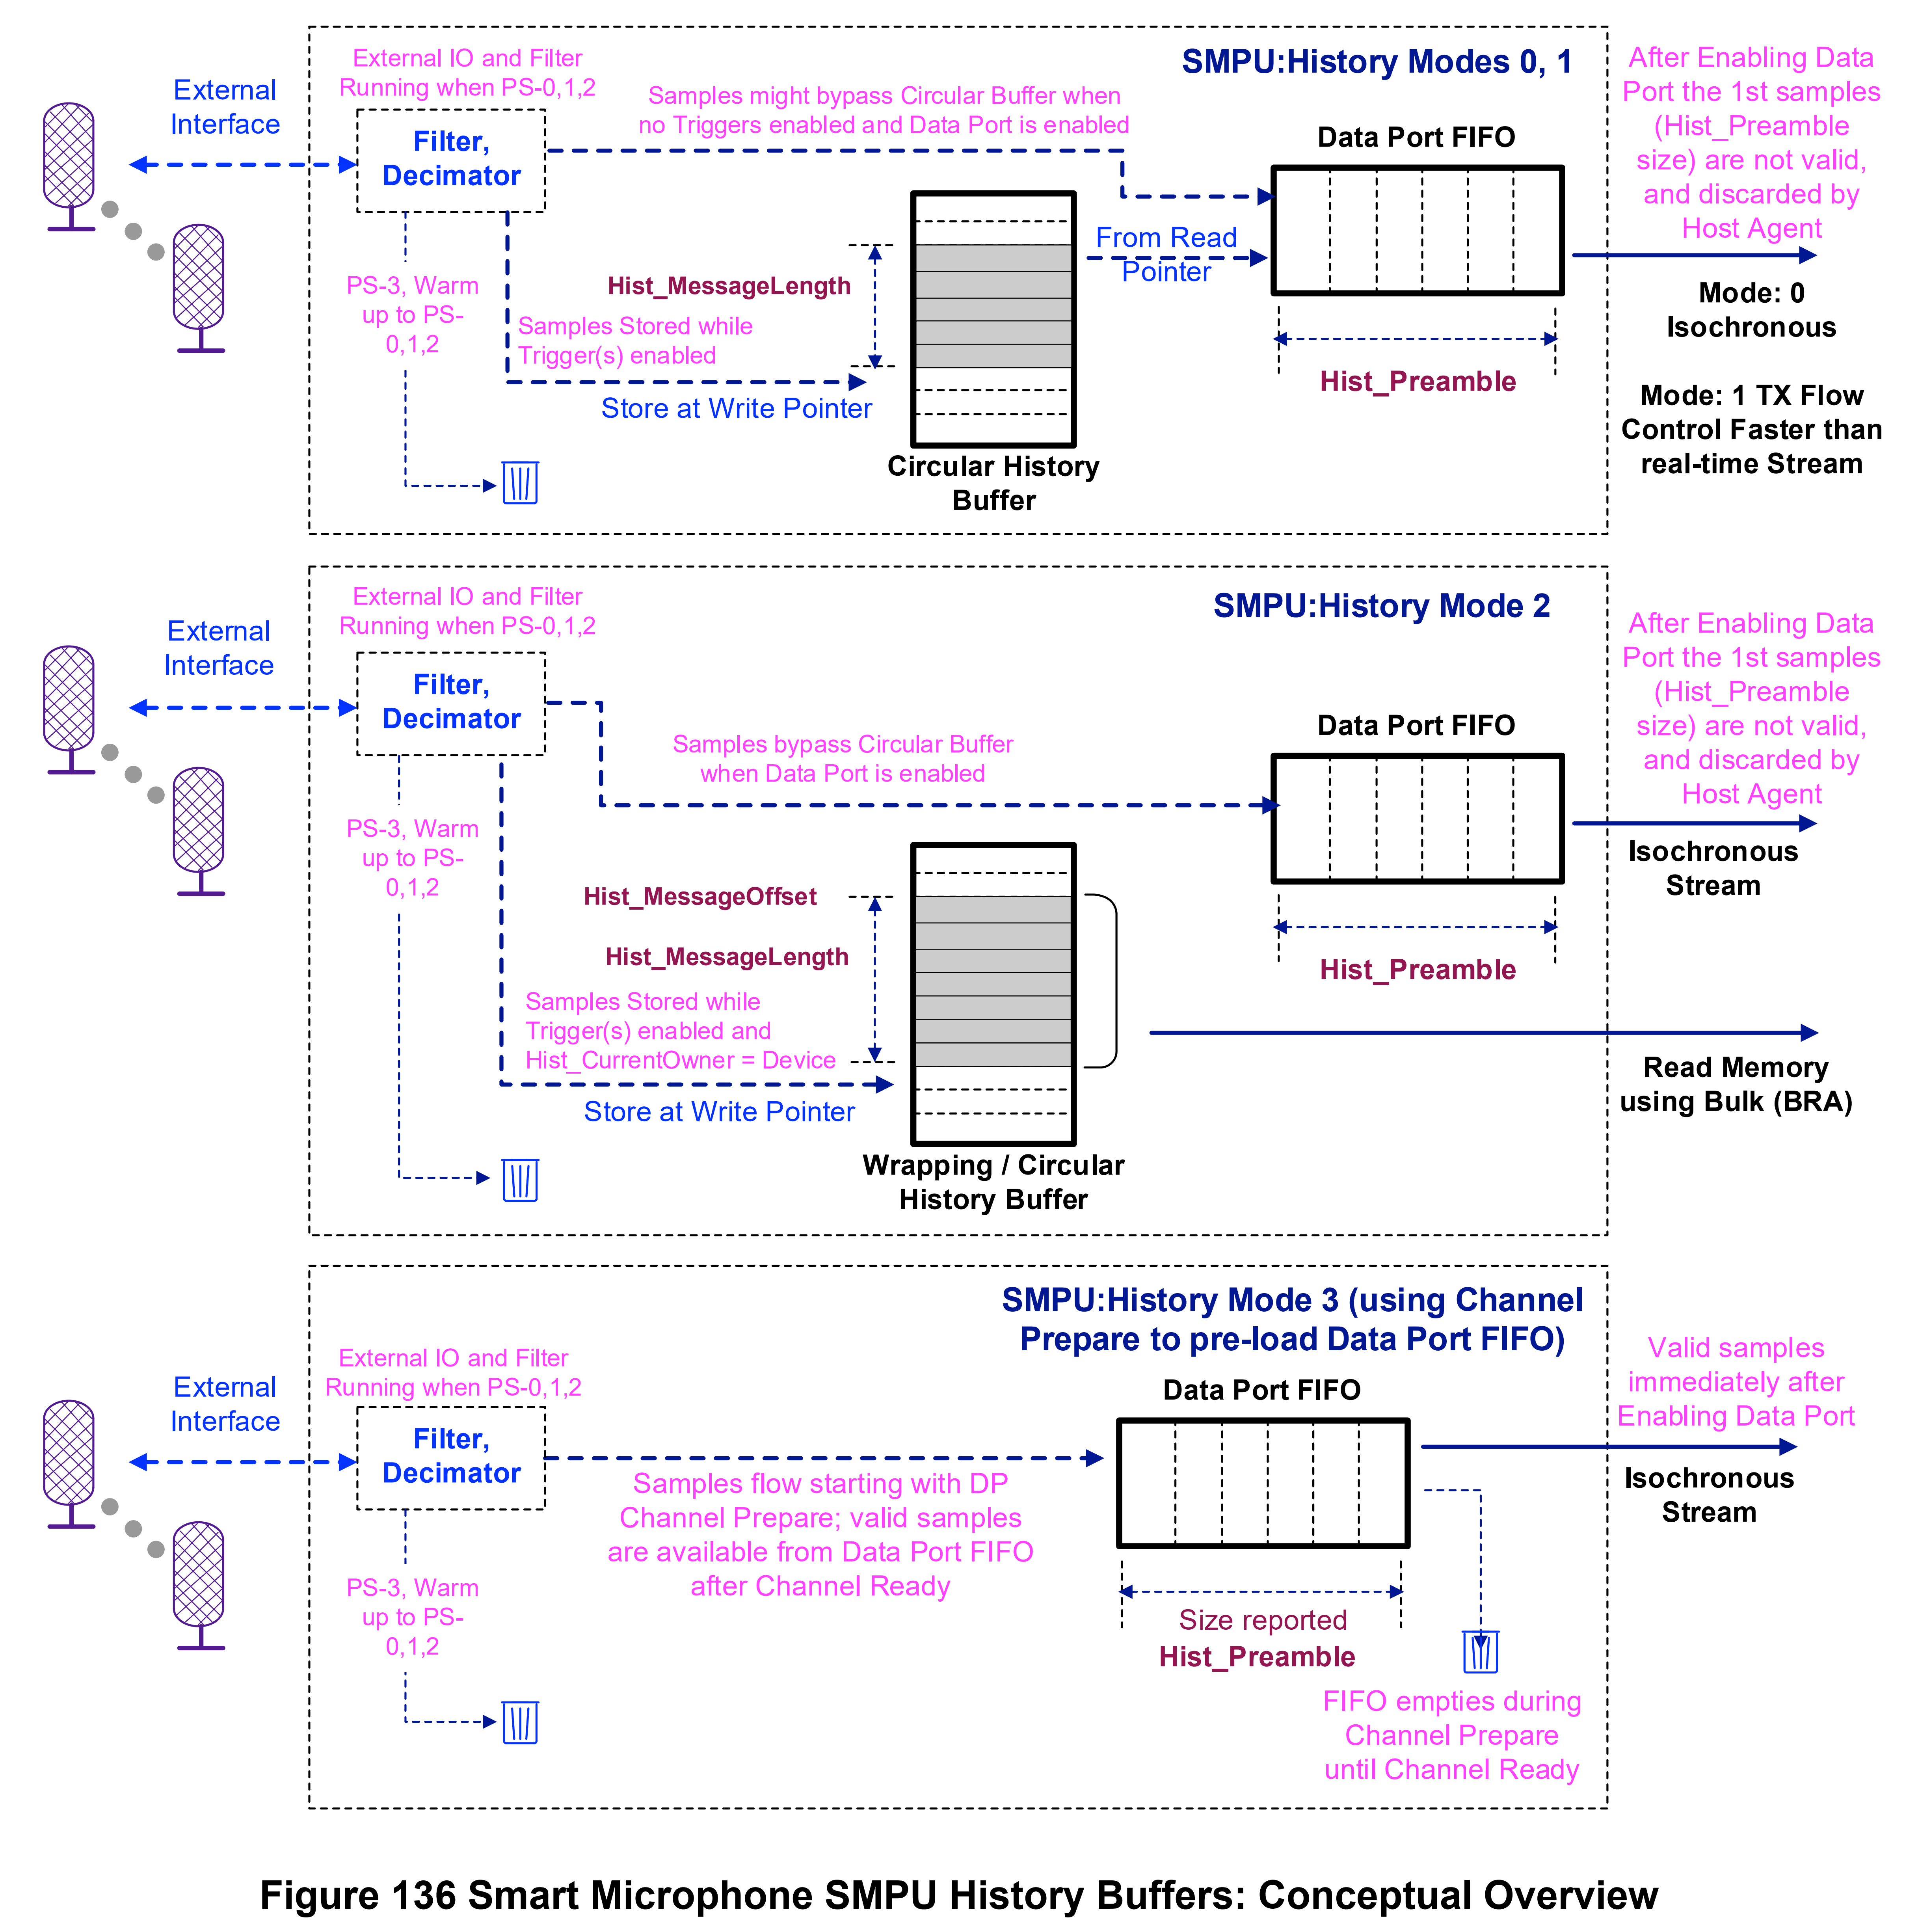 External IO and Filter
Running when PS-0,1,2
SMPU:History Modes 0, 1
After Enabling Data
Port the 1st samples
(Hist_Preamble
size) are not valid,
and discarded by
Host Agent
External
Interface
Samples might bypass Circular Buffer when
no Triggers enabled and Data Port is enabled
Filter,
Decimator
Data Port FIFO
From Read
Pointer
PS-3, Warm
up to PS-
0,1,2
Hist_MessageLength
Samples Stored while
Trigger(s) enabled
Store at Write Pointer
Hist_Preamble
Mode: 0
Isochronous
Mode: 1 TX Flow
Control Faster than
real-time Stream
Circular History
Buffer
External IO and Filter
Running when PS-0,1,2
SMPU:History Mode 2
After Enabling Data
Port the 1st samples
(Hist_Preamble
size) are not valid,
and discarded by
Host Agent
External
Interface
Filter,
Decimator
Samples bypass Circular Buffer
when Data Port is enabled
Data Port FIFO
PS-3, Warm
up to PS-
0,1,2
Isochronous
Stream
Hist_MessageOffset
Hist_MessageLength
Hist_Preamble
Samples Stored while
Trigger(s) enabled and
Hist_CurrentOwner = Device
Store at Write Pointer
Read Memory
using Bulk (BRA)
Wrapping / Circular
History Buffer
SMPU:History Mode 3 (using Channel
Prepare to pre-load Data Port FIFO)
External IO and Filter
Running when PS-0,1,2
Valid samples
immediately after
Enabling Data Port
External
Interface
Data Port FIFO
Filter,
Decimator
Samples flow starting with DP
Channel Prepare; valid samples
are available from Data Port FIFO
after Channel Ready
Isochronous
Stream
PS-3, Warm
up to PS-
0,1,2
Size reported
Hist_Preamble
FIFO empties during
Channel Prepare
until Channel Ready
Figure 136 Smart Microphone SMPU History Buffers: Conceptual Overview